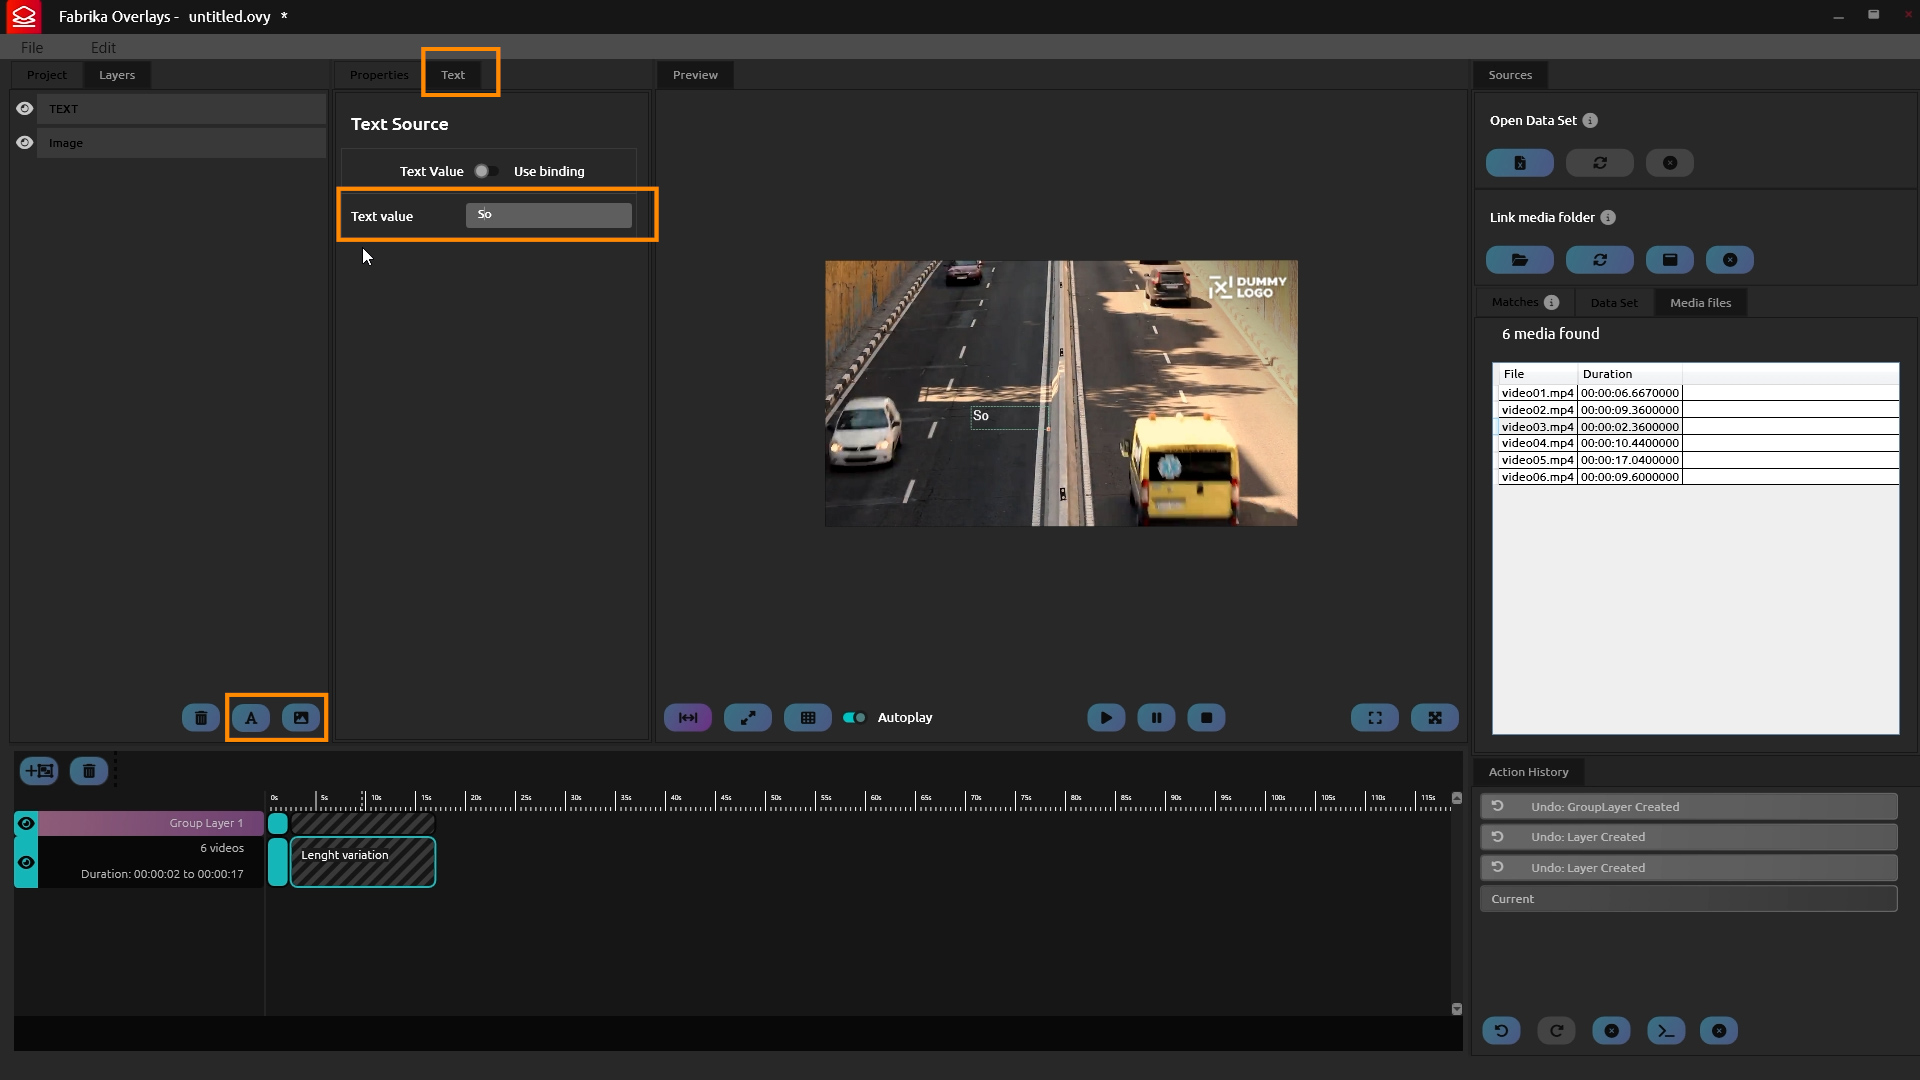 Fabrika Overlays - untitled.ovy *
File Edit
Project Layers
TEXT
Image
Properties Text
Text Source
Text Value Use binding
Text value So
Preview
DUMMY
LOGO
So
Autoplay
Sources
Open Data Set
Link media folder
Matches Data Set Media files
6 media found
File Duration
video01.mp4 00:00:06.6670000
video02.mp4 00:00:09.3600000
video03.mp4 00:00:02.3600000
video04.mp4 00:00:10.4400000
video05.mp4 00:00:17.0400000
video06.mp4 00:00:09.6000000
0s 5s 10s 15s 20s 25s 30s 35s 40s 45s 50s 55s 60s 65s 70s 75s 80s 85s 90s 95s 100s 105s 110s 115s
Group Layer 1
6 videos
Duration: 00:00:02 to 00:00:17
Lenght variation
Action History
Undo: GroupLayer Created
Undo: Layer Created
Undo: Layer Created
Current